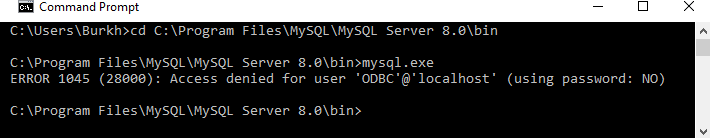 Command Prompt
C:\Users\Burkh>cd C:\Program Files\MySQL\MySQL Server 8.0\bin
C:\Program Files\MySQL\MySQL Server 8.0\bin>mysql.exe
ERROR 1045 (28000): Access denied for user 'ODBC'@'localhost' (using password: NO)
C:\Program Files\MySQL\MySQL Server 8.0\bin>